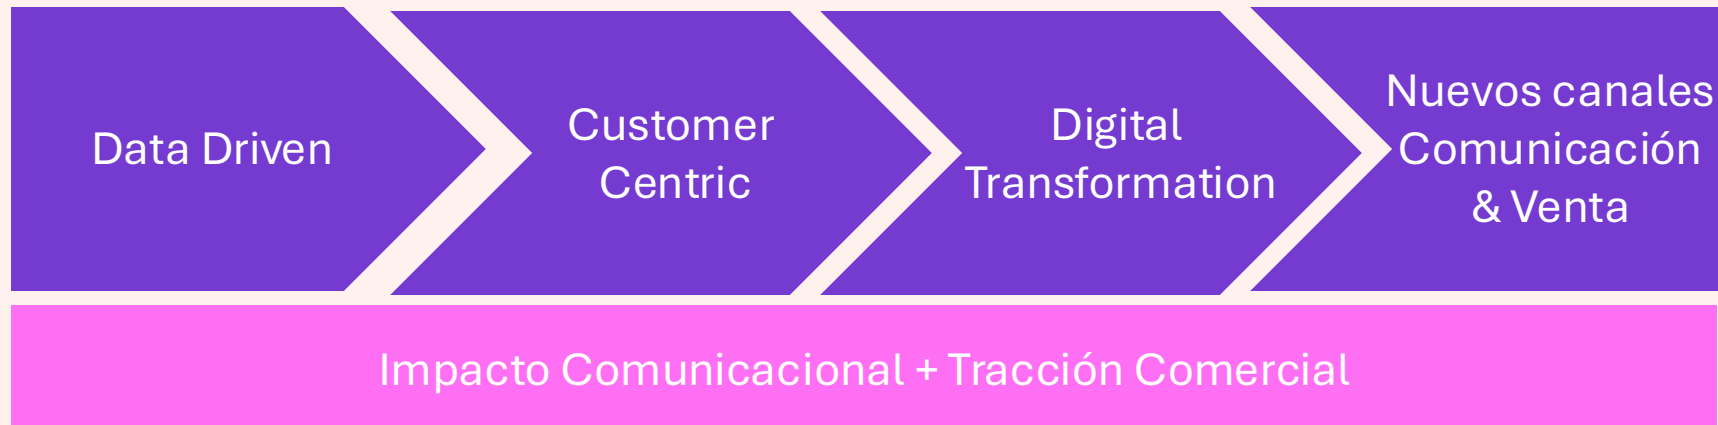 Data Driven
Customer
Centric
Digital
Transformation
Nuevos canales
Comunicación
& Venta
Impacto Comunicacional + Tracción Comercial